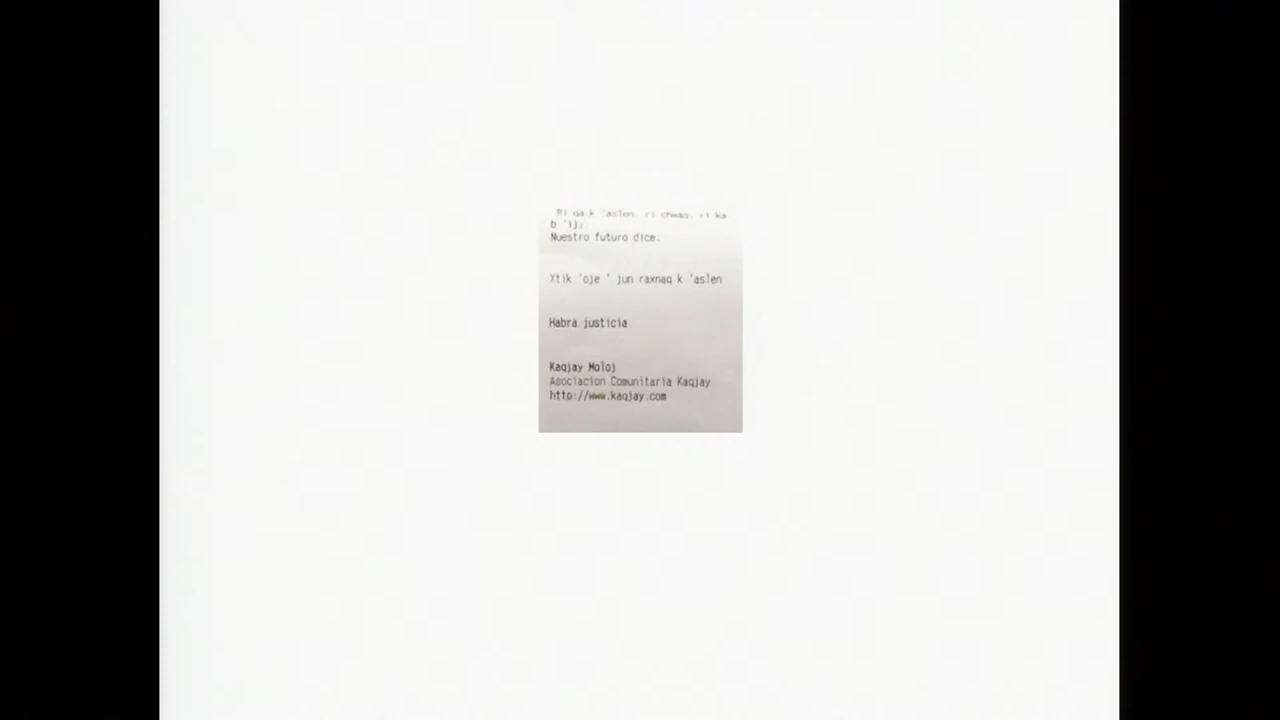 Ri qa k 'aslen, ri chwaq, ri ka
b 'ij:
Nuestro futuro dice:
Xtik 'oje ' jun raxnaq k 'aslen
Habra justicia
Kaqjay Moloj
Asociacion Comunitaria Kaqjay
http://www.kaqjay.com